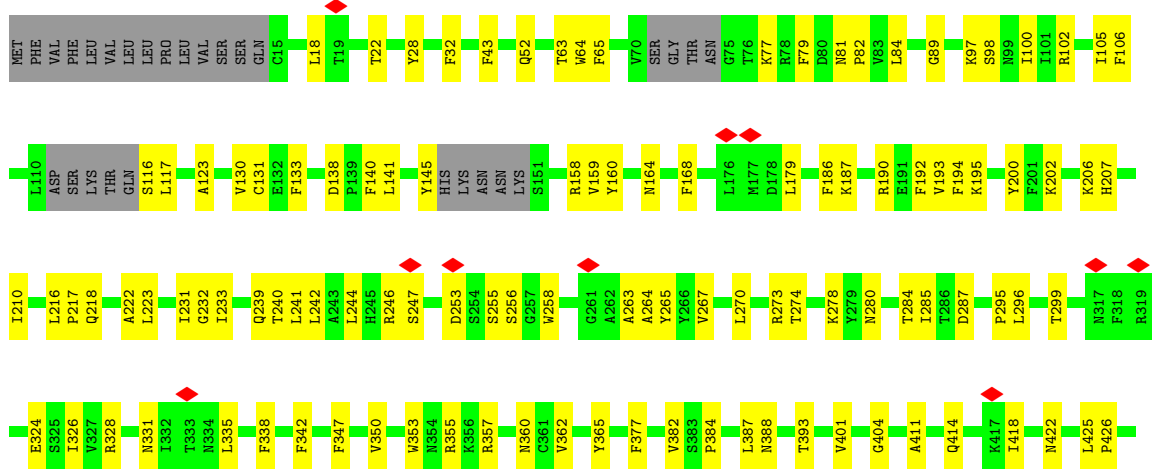 MET PHE VAL PHE LEU VAL LEU LEU PRO LEU VAL SER SER GLN C15 L18 T19 T22 Y28 F32 F43 Q52 T63 W64 F65 V70 SER GLY THR ASN G75 T76 K77 R78 F79 D80 N81 P82 V83 L84 G89 K97 S98 N99 I100 I101 R102 I105 F106
L110 ASP SER LYS THR GLN S116 L117 A123 V130 C131 E132 F133 D138 P139 F140 L141 Y145 HIS LYS ASN ASN LYS S151 R158 V159 Y160 N164 F168 L176 M177 D178 L179 F186 K187 R190 E191 F192 V193 F194 K195 Y200 F201 K202 K206 H207
I210 L216 P217 Q218 A222 L223 I231 G232 I233 Q239 T240 L241 L242 A243 L244 H245 R246 S247 D253 S254 S255 S256 G257 W258 G261 A262 A263 A264 Y265 Y266 V267 L270 R273 T274 K278 Y279 N280 T284 I285 T286 D287 P295 L296 T299 N317 F318 R319
E324 S325 I326 V327 R328 N331 I332 T333 N334 L335 F338 F342 F347 V350 W353 N354 R355 K356 R357 N360 C361 V362 Y365 F377 V382 S383 P384 L387 N388 T393 V401 G404 A411 Q414 K417 I418 N422 L425 P426